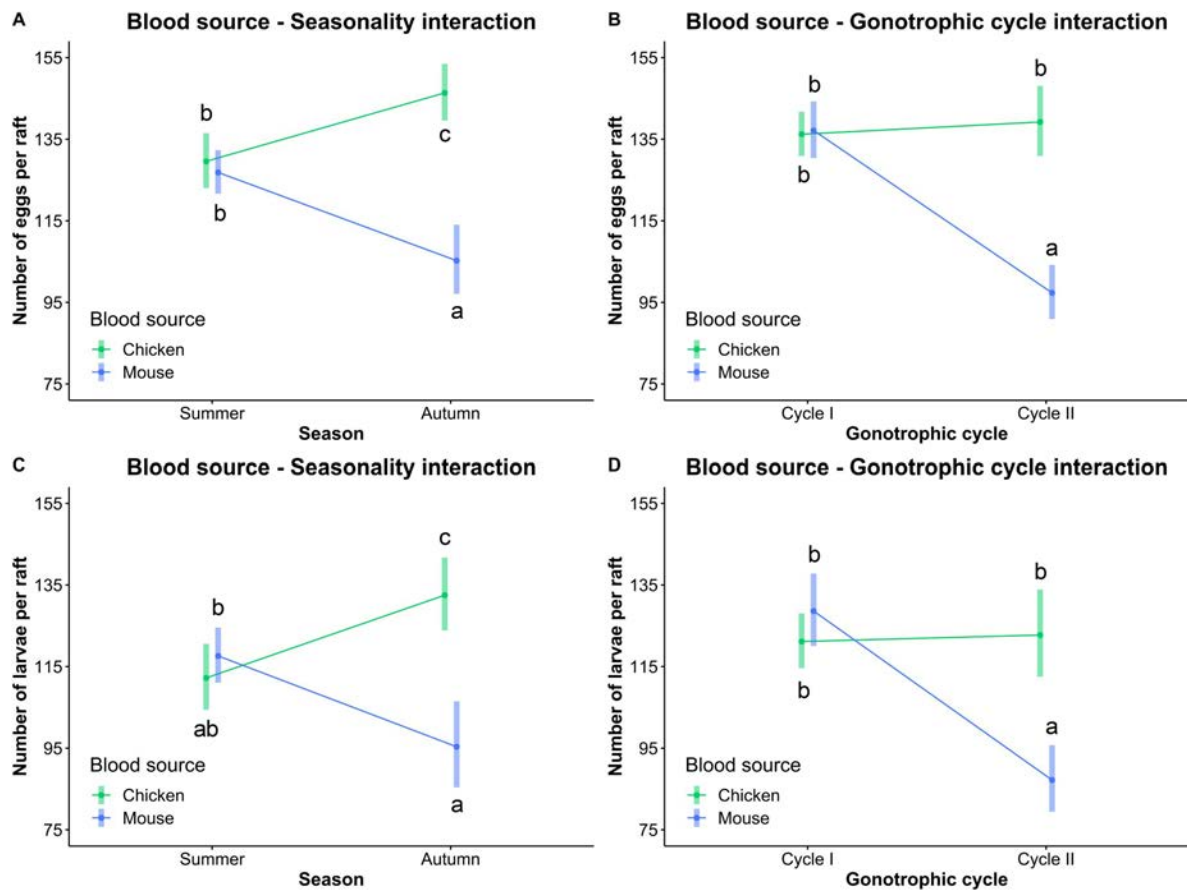 A
Blood source - Seasonality interaction
Number of eggs per raft
155
135
115
95
75
b
b
c
a
Blood source
Chicken
Mouse
Summer
Autumn
Season
B
Blood source - Gonotrophic cycle interaction
Number of eggs per raft
155
135
115
95
75
b
b
b
a
Blood source
Chicken
Mouse
Cycle I
Cycle II
Gonotrophic cycle
C
Blood source - Seasonality interaction
Number of larvae per raft
155
135
115
95
75
b
ab
c
a
Blood source
Chicken
Mouse
Summer
Autumn
Season
D
Blood source - Gonotrophic cycle interaction
Number of larvae per raft
155
135
115
95
75
b
b
b
a
Blood source
Chicken
Mouse
Cycle I
Cycle II
Gonotrophic cycle